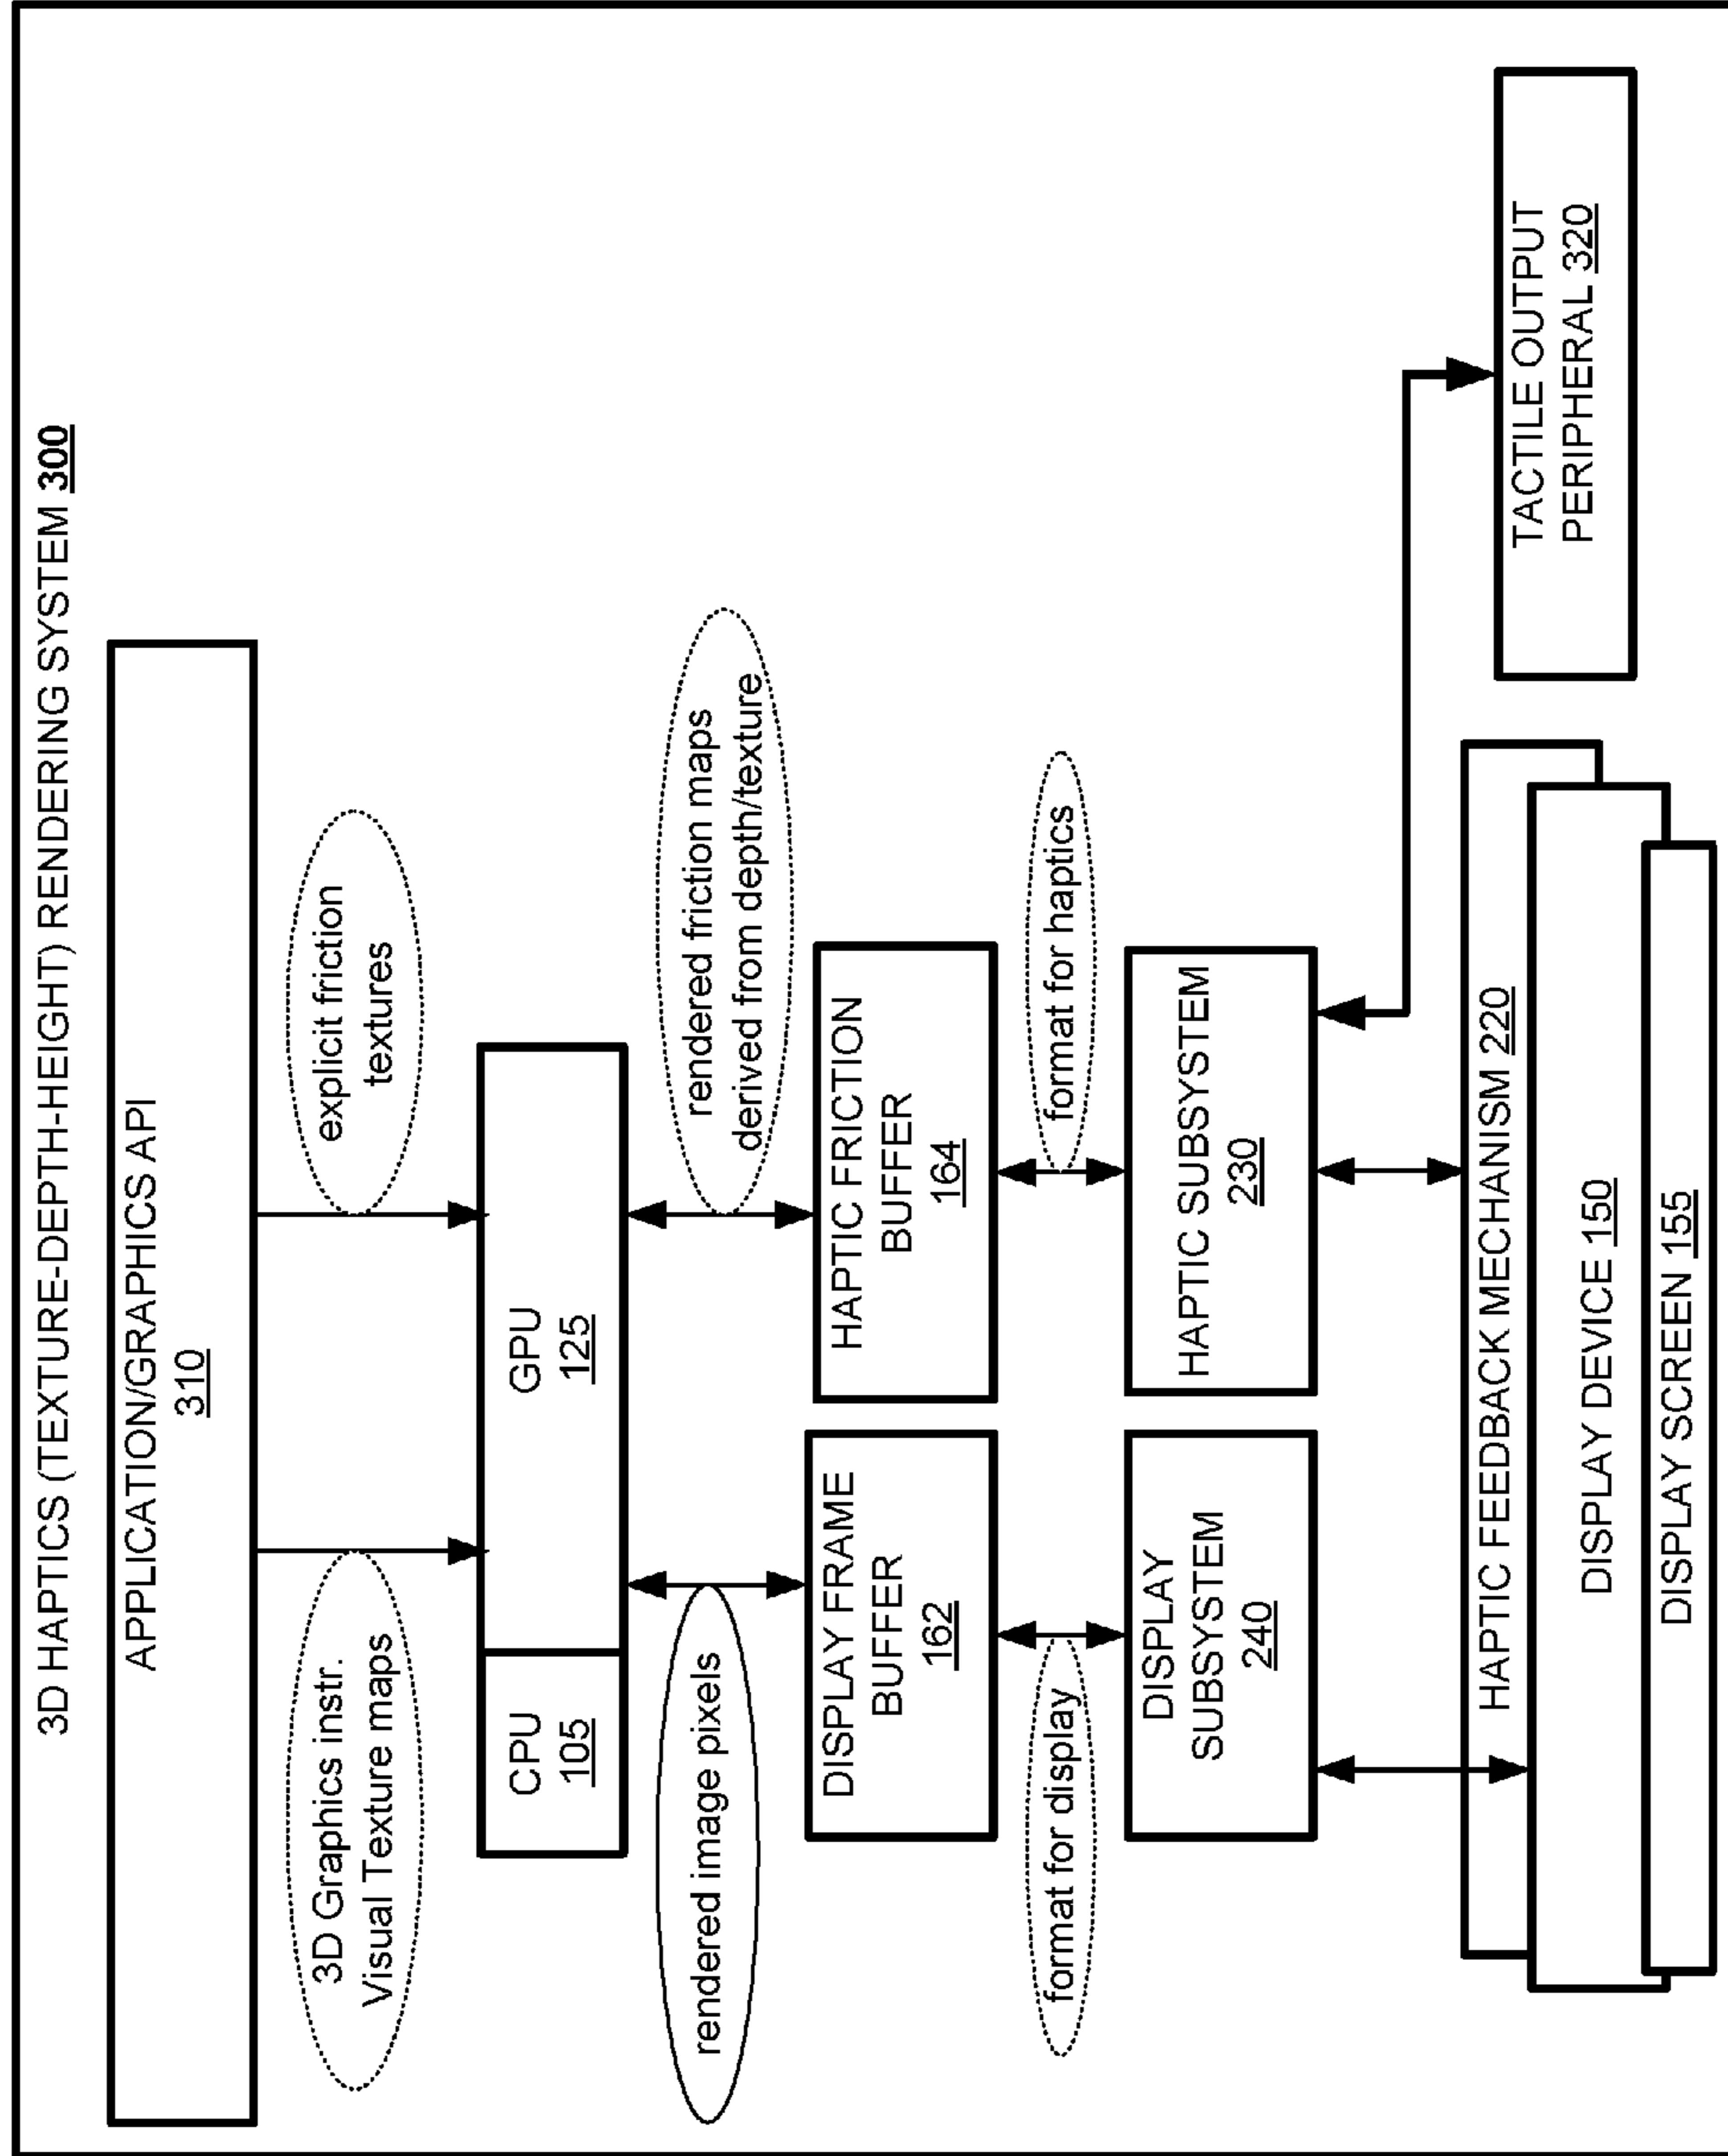 3D HAPTICS (TEXTURE-DEPTH-HEIGHT) RENDERING SYSTEM 300
APPLICATION/GRAPHICS API
310
3D Graphics instr.
Visual Texture maps
explicit friction
textures
CPU
105
GPU
125
rendered image pixels
rendered friction maps
derived from depth/texture
DISPLAY FRAME
BUFFER
162
HAPTIC FRICTION
BUFFER
164
format for display
format for haptics
DISPLAY
SUBSYSTEM
240
HAPTIC SUBSYSTEM
230
HAPTIC FEEDBACK MECHANISM 220
DISPLAY DEVICE 150
DISPLAY SCREEN 155
TACTILE OUTPUT
PERIPHERAL 320